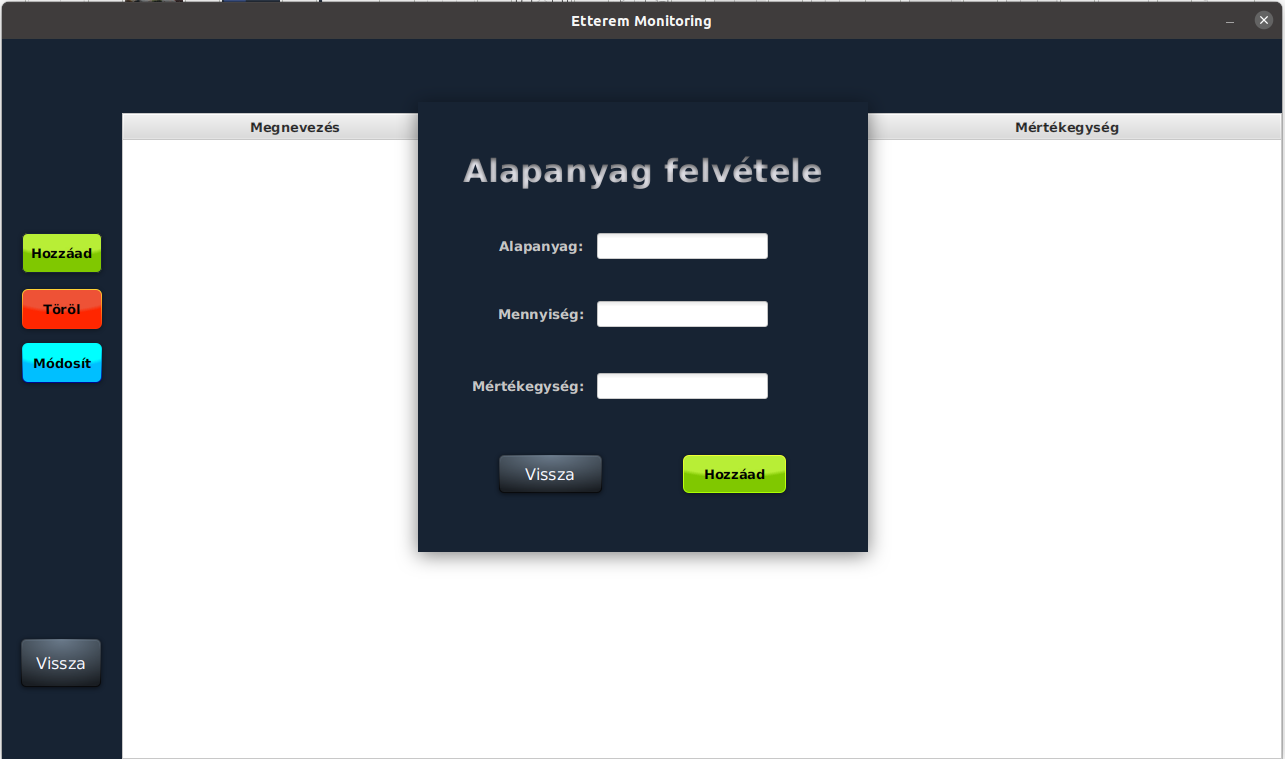 Etterem Monitoring
Megnevezés
Mértékegység
Alapanyag felvétele
Alapanyag:
Mennyiség:
Mértékegység:
Vissza
Hozzáad
Hozzáad
Töröl
Módosít
Vissza